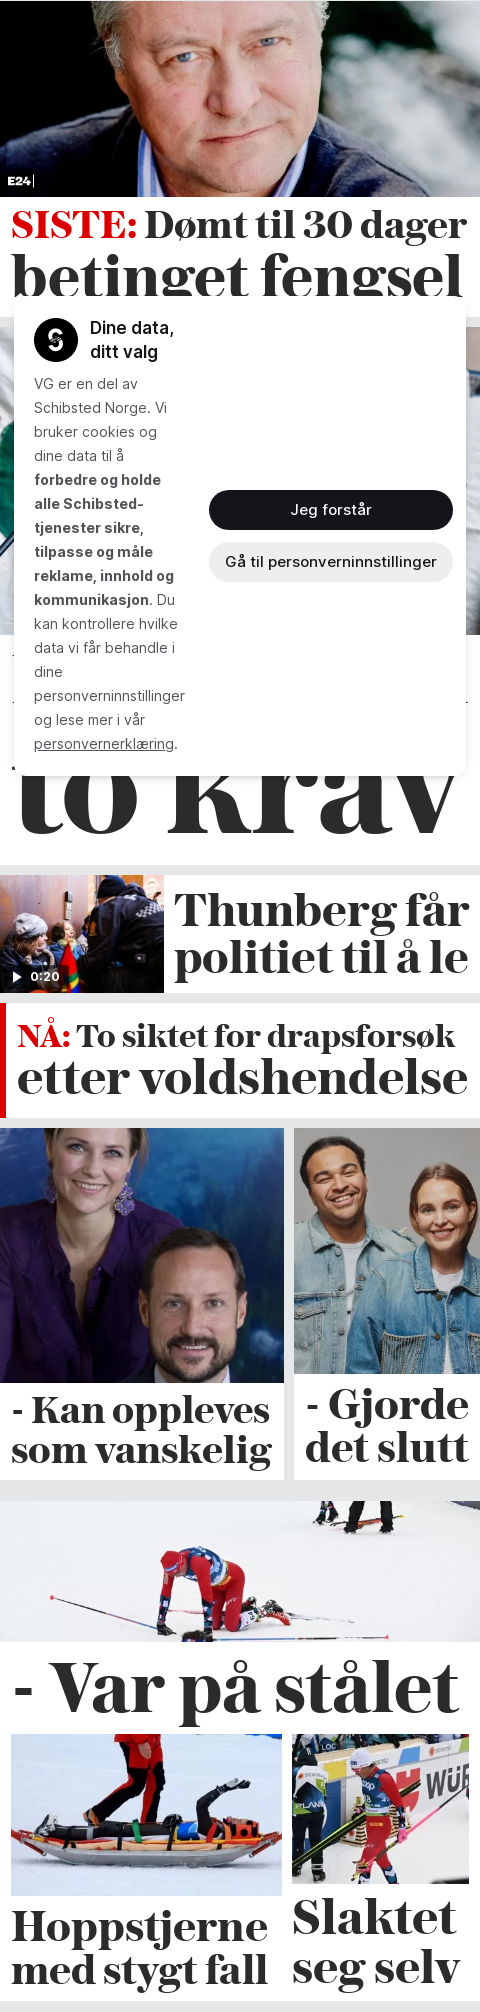 E24
SISTE: Dømt til 30 dager
betinget fengsel
Dine data,
ditt valg
VG er en del av
Schibsted Norge. Vi
bruker cookies og
dine data til å
forbedre og holde
alle Schibsted-
tjenester sikre,
tilpasse og måle
reklame, innhold og
kommunikasjon. Du
kan kontrollere hvilke
data vi får behandle i
dine
personverninnstillinger
og lese mer i vår
personvernerklæring.
Jeg forstår
Gå til personverninnstillinger
to krav
0:20
Thunberg får
politiet til å le
NÅ: To siktet for drapsforsøk
etter voldshendelse
- Kan oppleves
som vanskelig
- Gjorde
det slutt
- Var på stålet
Hoppstjerne
med stygt fall
Slaktet
seg selv